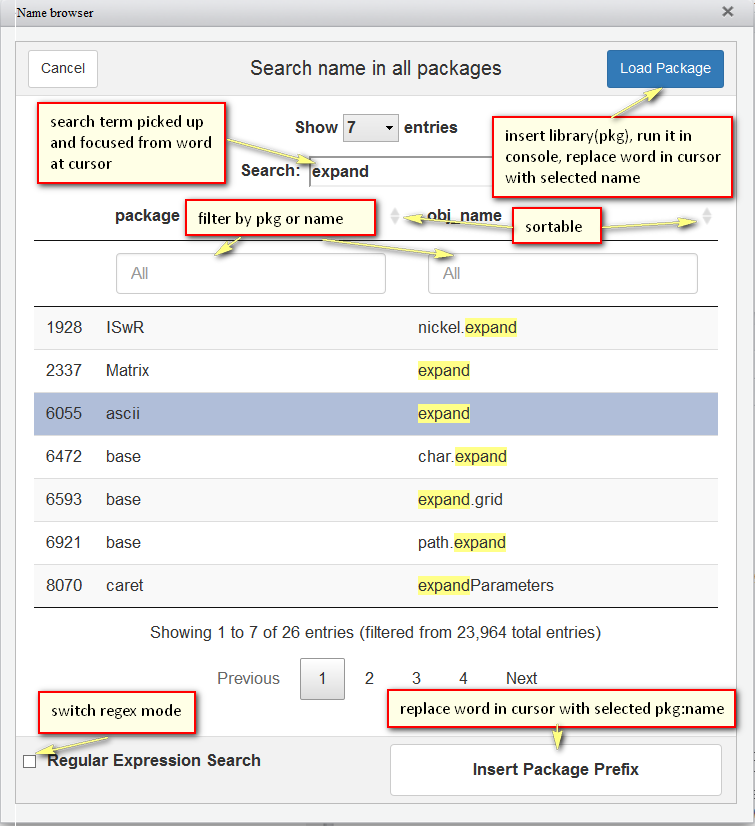 Name browser
Cancel
Search name in all packages
Load Package
search term picked up
and focused from word
at cursor
Show 7 entries
insert library(pkg), run it in
console, replace word in cursor
with selected name
Search: expand
package
filter by pkg or name
obj_name
sortable
All
All
1928 ISwR nickel.expand
2337 Matrix expand
6055 ascii expand
6472 base char.expand
6593 base expand.grid
6921 base path.expand
8070 caret expandParameters
Showing 1 to 7 of 26 entries (filtered from 23,964 total entries)
Previous 1 2 3 4 Next
switch regex mode
replace word in cursor with selected pkg:name
Regular Expression Search
Insert Package Prefix